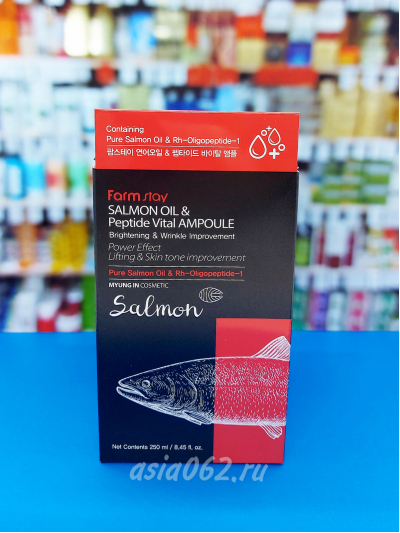 Containing
Pure Salmon Oil & Rh-Oligopeptide-1
팜스테이 연어오일 & 펩타이드 바이탈 앰플
Farmstay
SALMON OIL &
Peptide Vital AMPOULE
Brightening & Wrinkle Improvement
Power Effect
Lifting & Skin tone improvement
Pure Salmon Oil & Rh-Oligopeptide-1
MYUNG IN COSMETIC
Salmon
Net Contents 250 ml / 8,45 fl, oz.
asia062.ru